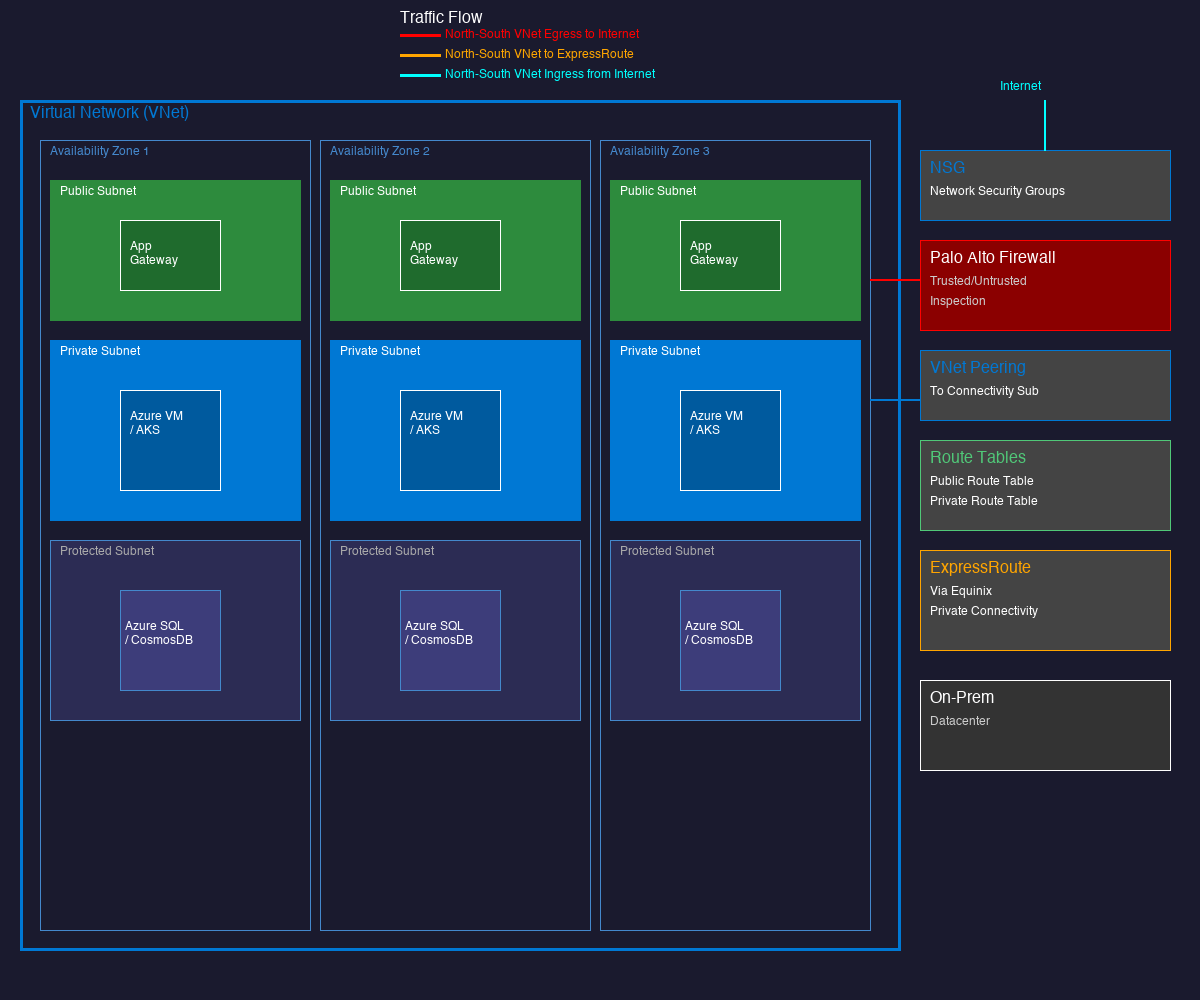 Traffic Flow
North-South VNet Egress to Internet
North-South VNet to ExpressRoute
North-South VNet Ingress from Internet
Internet
Virtual Network (VNet)
Availability Zone 1
Public Subnet
App
Gateway
Private Subnet
Azure VM
/ AKS
Protected Subnet
Azure SQL
/ CosmosDB
Availability Zone 2
Public Subnet
App
Gateway
Private Subnet
Azure VM
/ AKS
Protected Subnet
Azure SQL
/ CosmosDB
Availability Zone 3
Public Subnet
App
Gateway
Private Subnet
Azure VM
/ AKS
Protected Subnet
Azure SQL
/ CosmosDB
NSG
Network Security Groups
Palo Alto Firewall
Trusted/Untrusted
Inspection
VNet Peering
To Connectivity Sub
Route Tables
Public Route Table
Private Route Table
ExpressRoute
Via Equinix
Private Connectivity
On-Prem
Datacenter